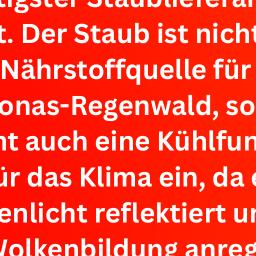 tigster Staublieferan
t. Der Staub ist nicht
Nährstoffquelle für
onas-Regenwald, so
nt auch eine Kühlfun
ür das Klima ein, da e
enlicht reflektiert un
Wolkenbildung anreg